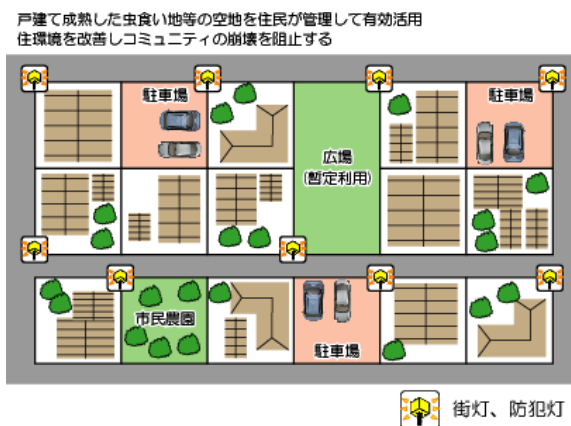 戸建て成熟した虫食い地等の空地を住民が管理して有効活用
住環境を改善しコミュニティの崩壊を阻止する
駐車場
駐車場
広場
(暫定利用)
市民農園
駐車場
街灯、防犯灯